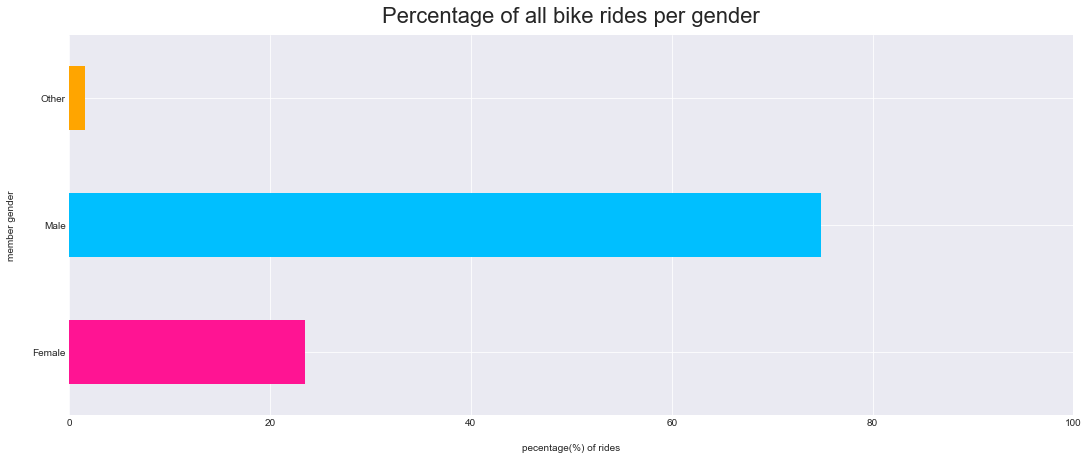 Percentage of all bike rides per gender
member gender
Other
Male
Female
0 20 40 60 80 100
pecentage(%) of rides